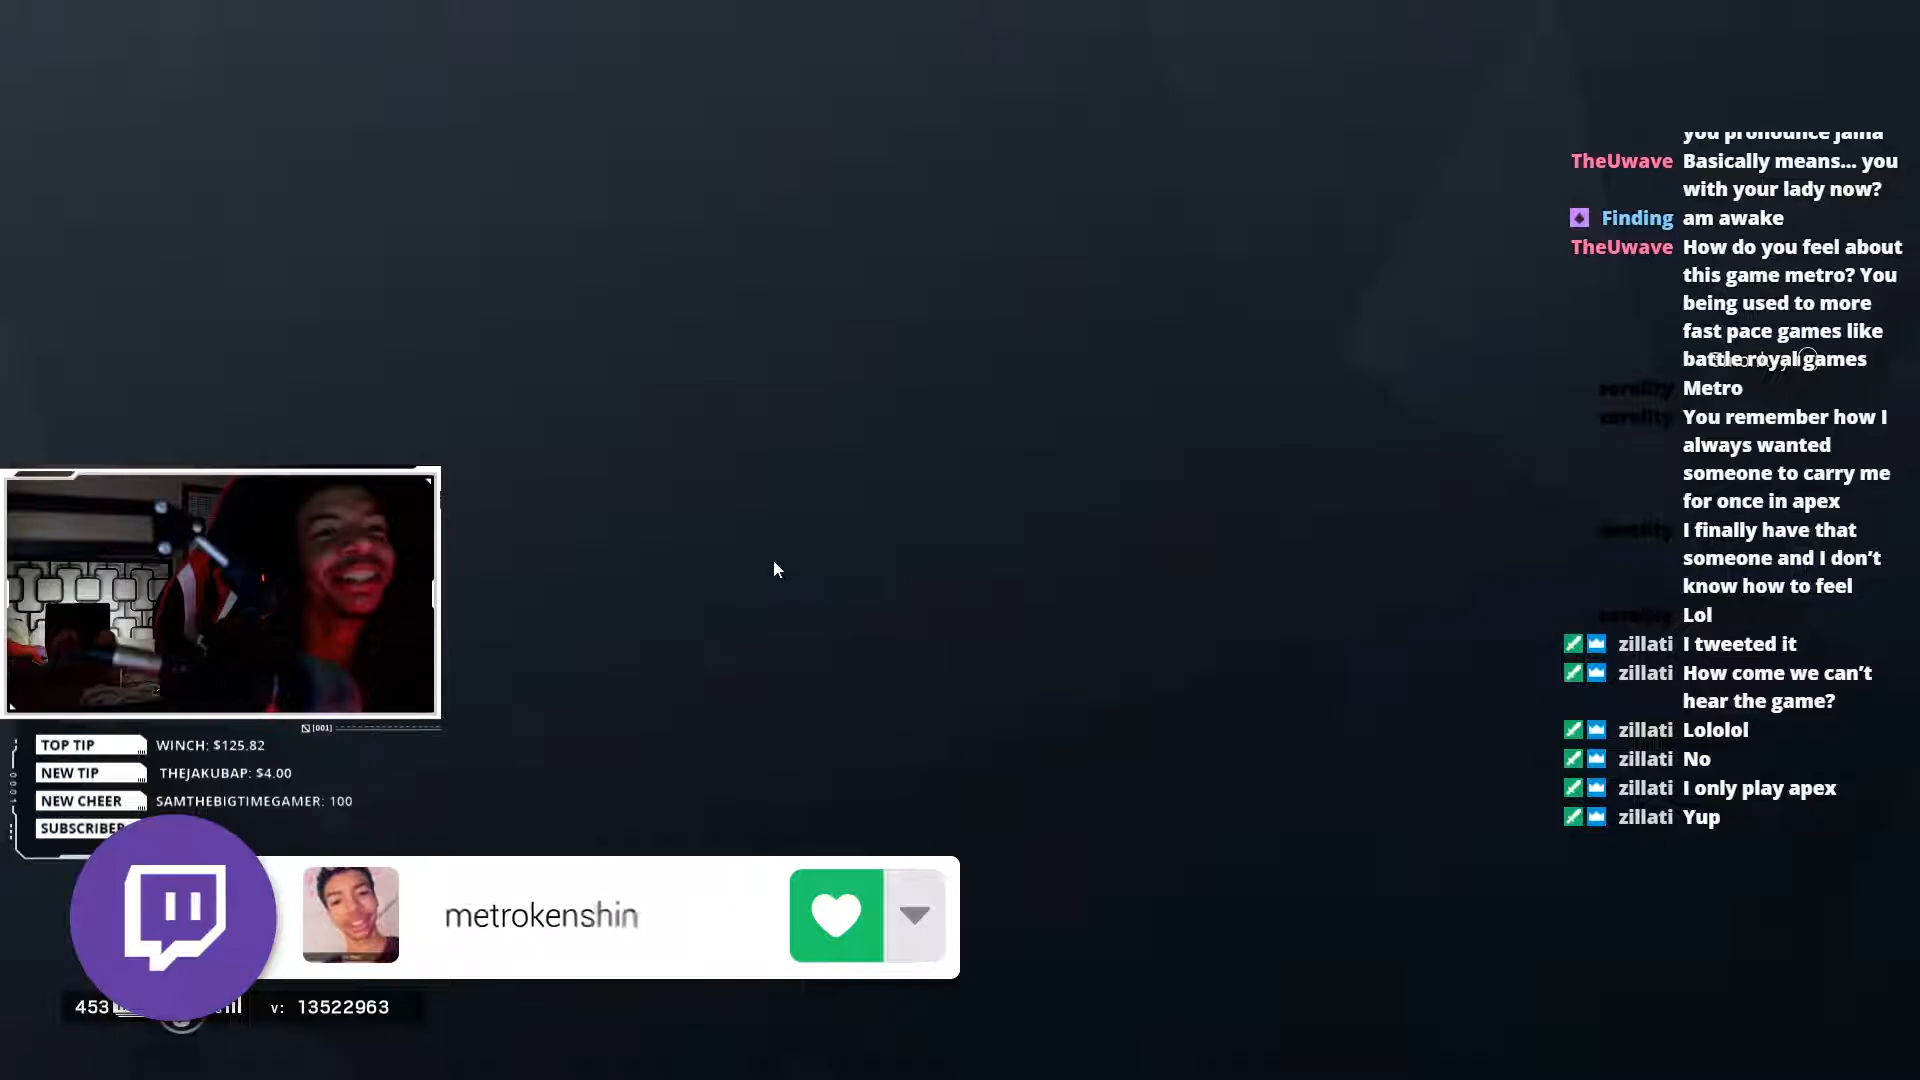 you pronounce jaina
TheUwave Basically means... you
with your lady now?
Finding am awake
TheUwave How do you feel about
this game metro? You
being used to more
fast pace games like
battle royal games
Metro
You remember how I
always wanted
someone to carry me
for once in apex
I finally have that
someone and I don't
know how to feel
Lol
zillati I tweeted it
zillati How come we can't
hear the game?
zillati Lololol
zillati No
zillati I only play apex
zillati Yup
[001]
TOP TIP WINCH: $125.82
NEW TIP THEJAKUBAP: $4.00
NEW CHEER SAMTHEBIGTIMEGAMER: 100
SUBSCRIBER
metrokenshin
453 v: 13522963